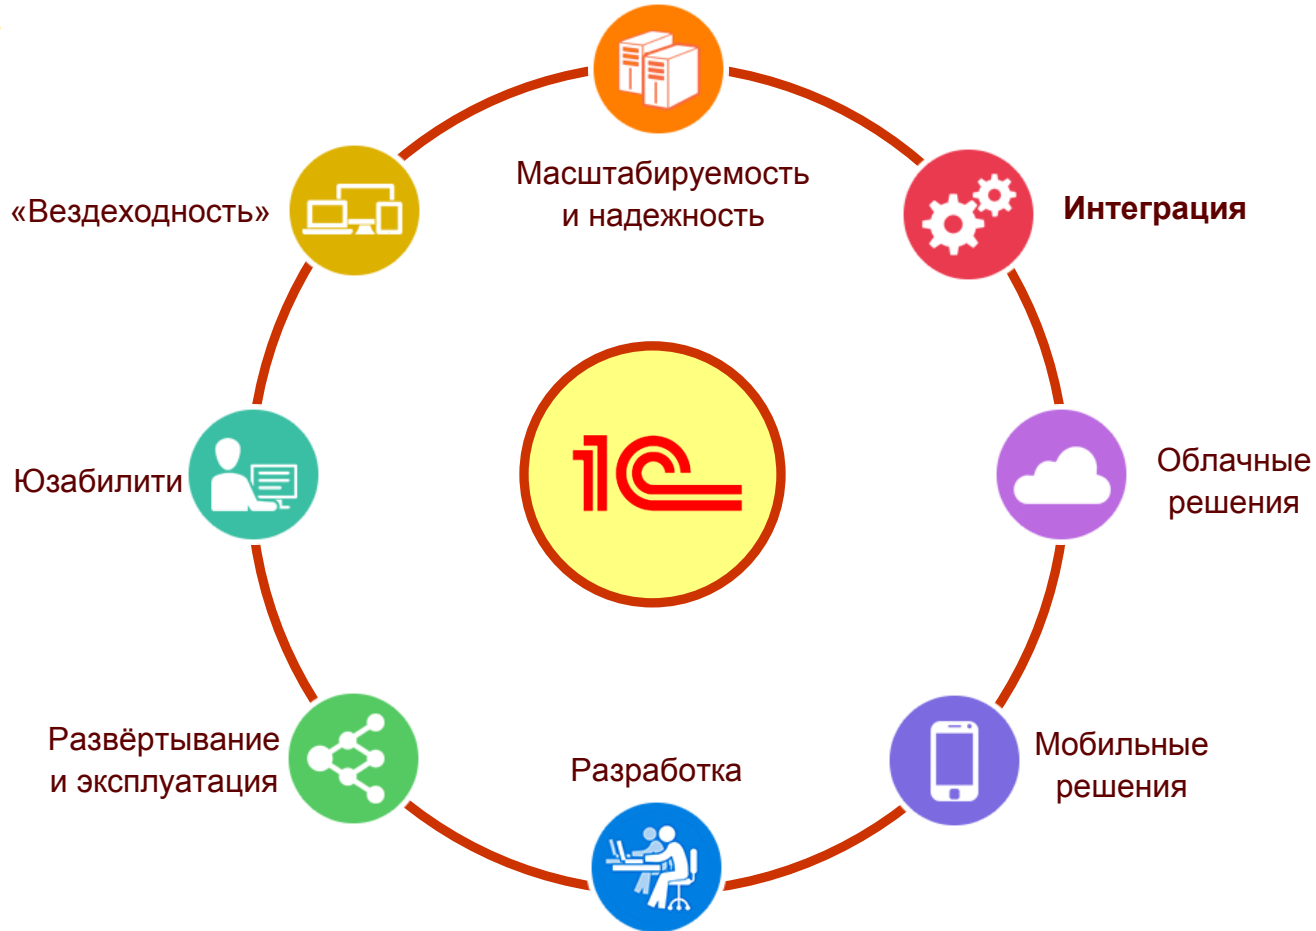 Масштабируемость
и надежность
«Вездеходность»
Интеграция
1С
Юзабилити
Облачные
решения
Развёртывание
и эксплуатация
Разработка
Мобильные
решения